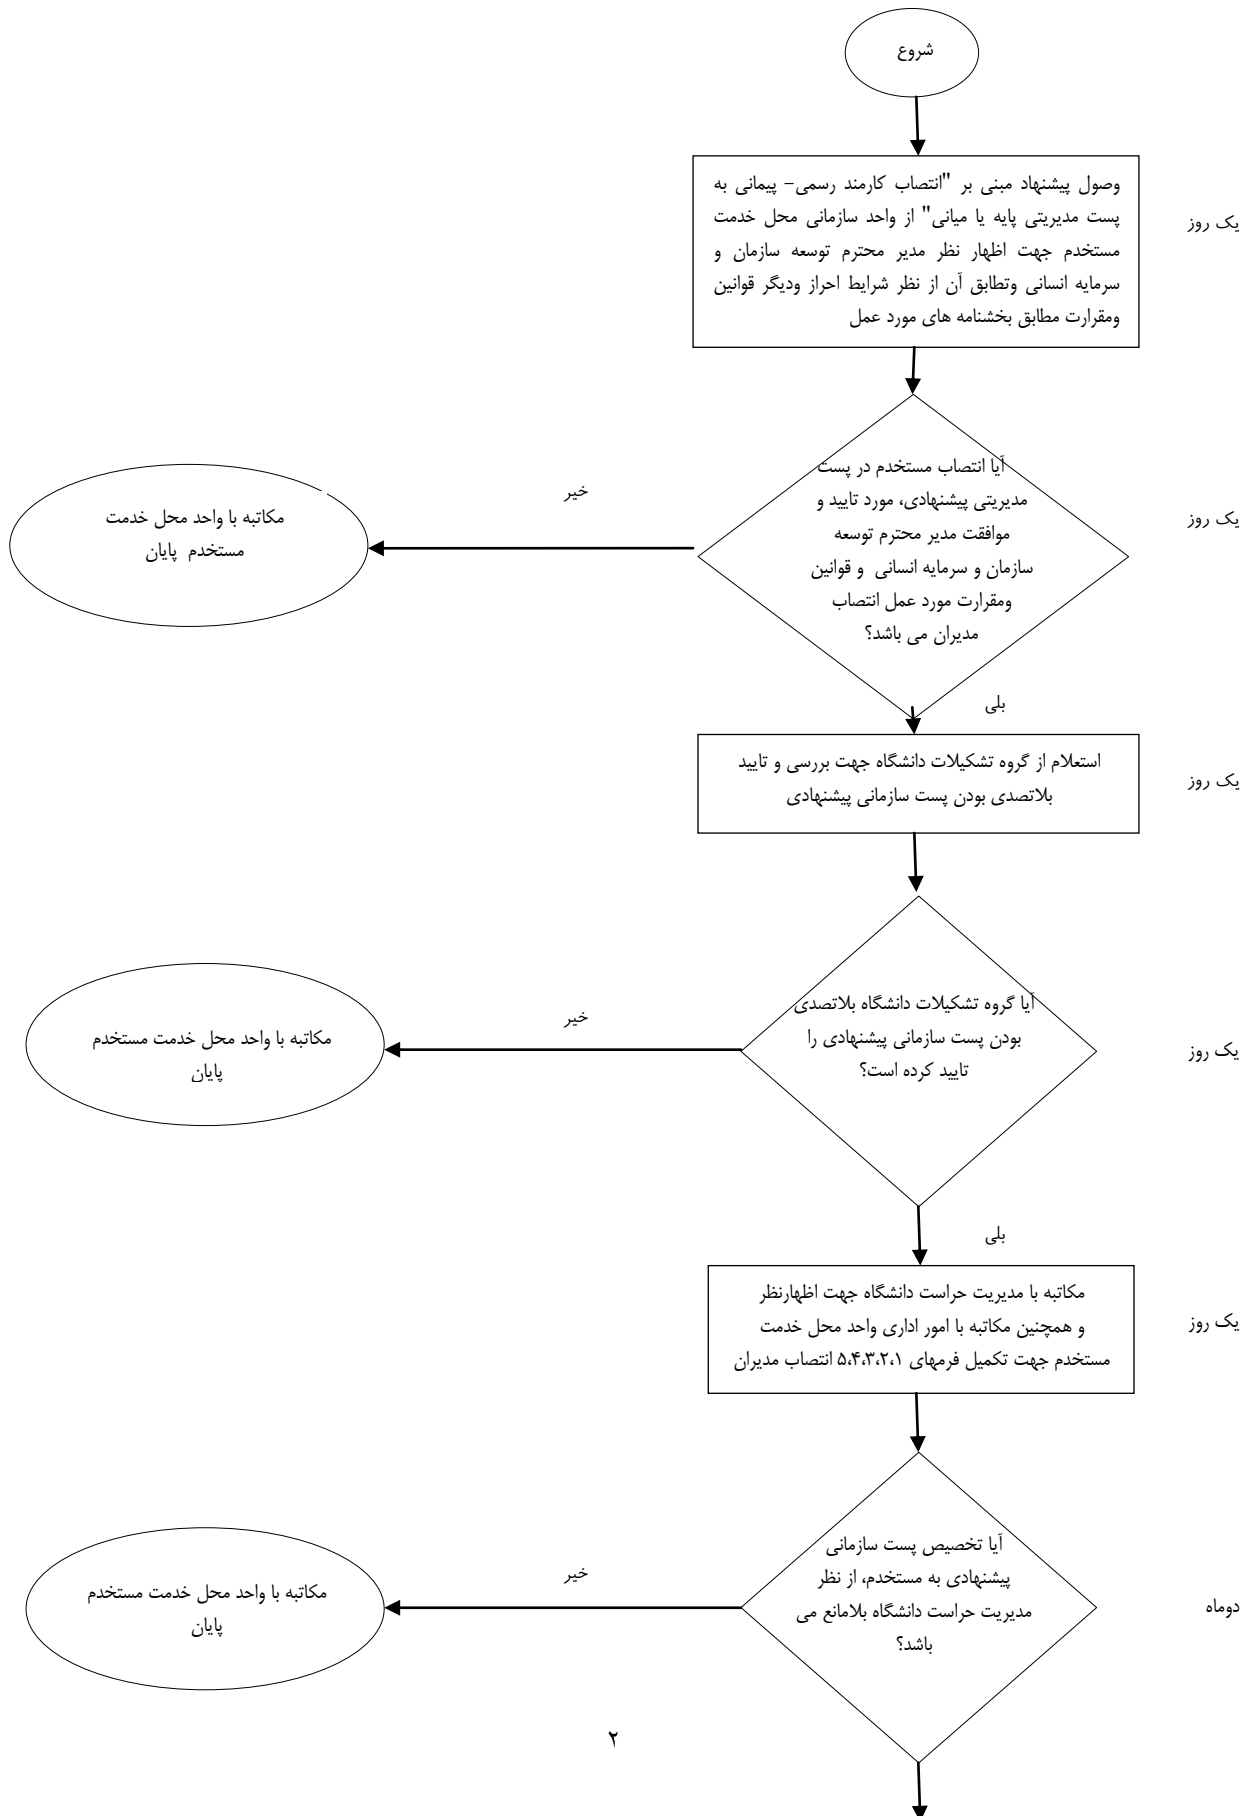 شروع
وصول پیشنهاد مبنی بر "انتصاب کارمند رسمی- پیمانی به
پست مدیریتی پایه یا میانی" از واحد سازمانی محل خدمت
مستخدم جهت اظهار نظر مدیر محترم توسعه سازمان و
سرمایه انسانی وتطابق آن از نظر شرایط احراز ودیگر قوانین
ومقرارت مطابق بخشنامه های مورد عمل
یک روز
آیا انتصاب مستخدم در پست
مدیریتی پیشنهادی، مورد تایید و
موافقت مدیر محترم توسعه
سازمان و سرمایه انسانی و قوانین
ومقرارت مورد عمل انتصاب
مدیران می باشد؟
یک روز
خیر
مکاتبه با واحد محل خدمت
مستخدم پایان
بلی
استعلام از گروه تشکیلات دانشگاه جهت بررسی و تایید
بلاتصدی بودن پست سازمانی پیشنهادی
یک روز
آیا گروه تشکیلات دانشگاه بلاتصدی
بودن پست سازمانی پیشنهادی را
تایید کرده است؟
یک روز
خیر
مکاتبه با واحد محل خدمت مستخدم
پایان
بلی
مکاتبه با مدیریت حراست دانشگاه جهت اظهارنظر
و همچنین مکاتبه با امور اداری واحد محل خدمت
مستخدم جهت تکمیل فرمهای ۵،۴،۳،۲،۱ انتصاب مدیران
یک روز
آیا تخصیص پست سازمانی
پیشنهادی به مستخدم، از نظر
مدیریت حراست دانشگاه بلامانع می
باشد؟
دوماه
خیر
مکاتبه با واحد محل خدمت مستخدم
پایان
۲